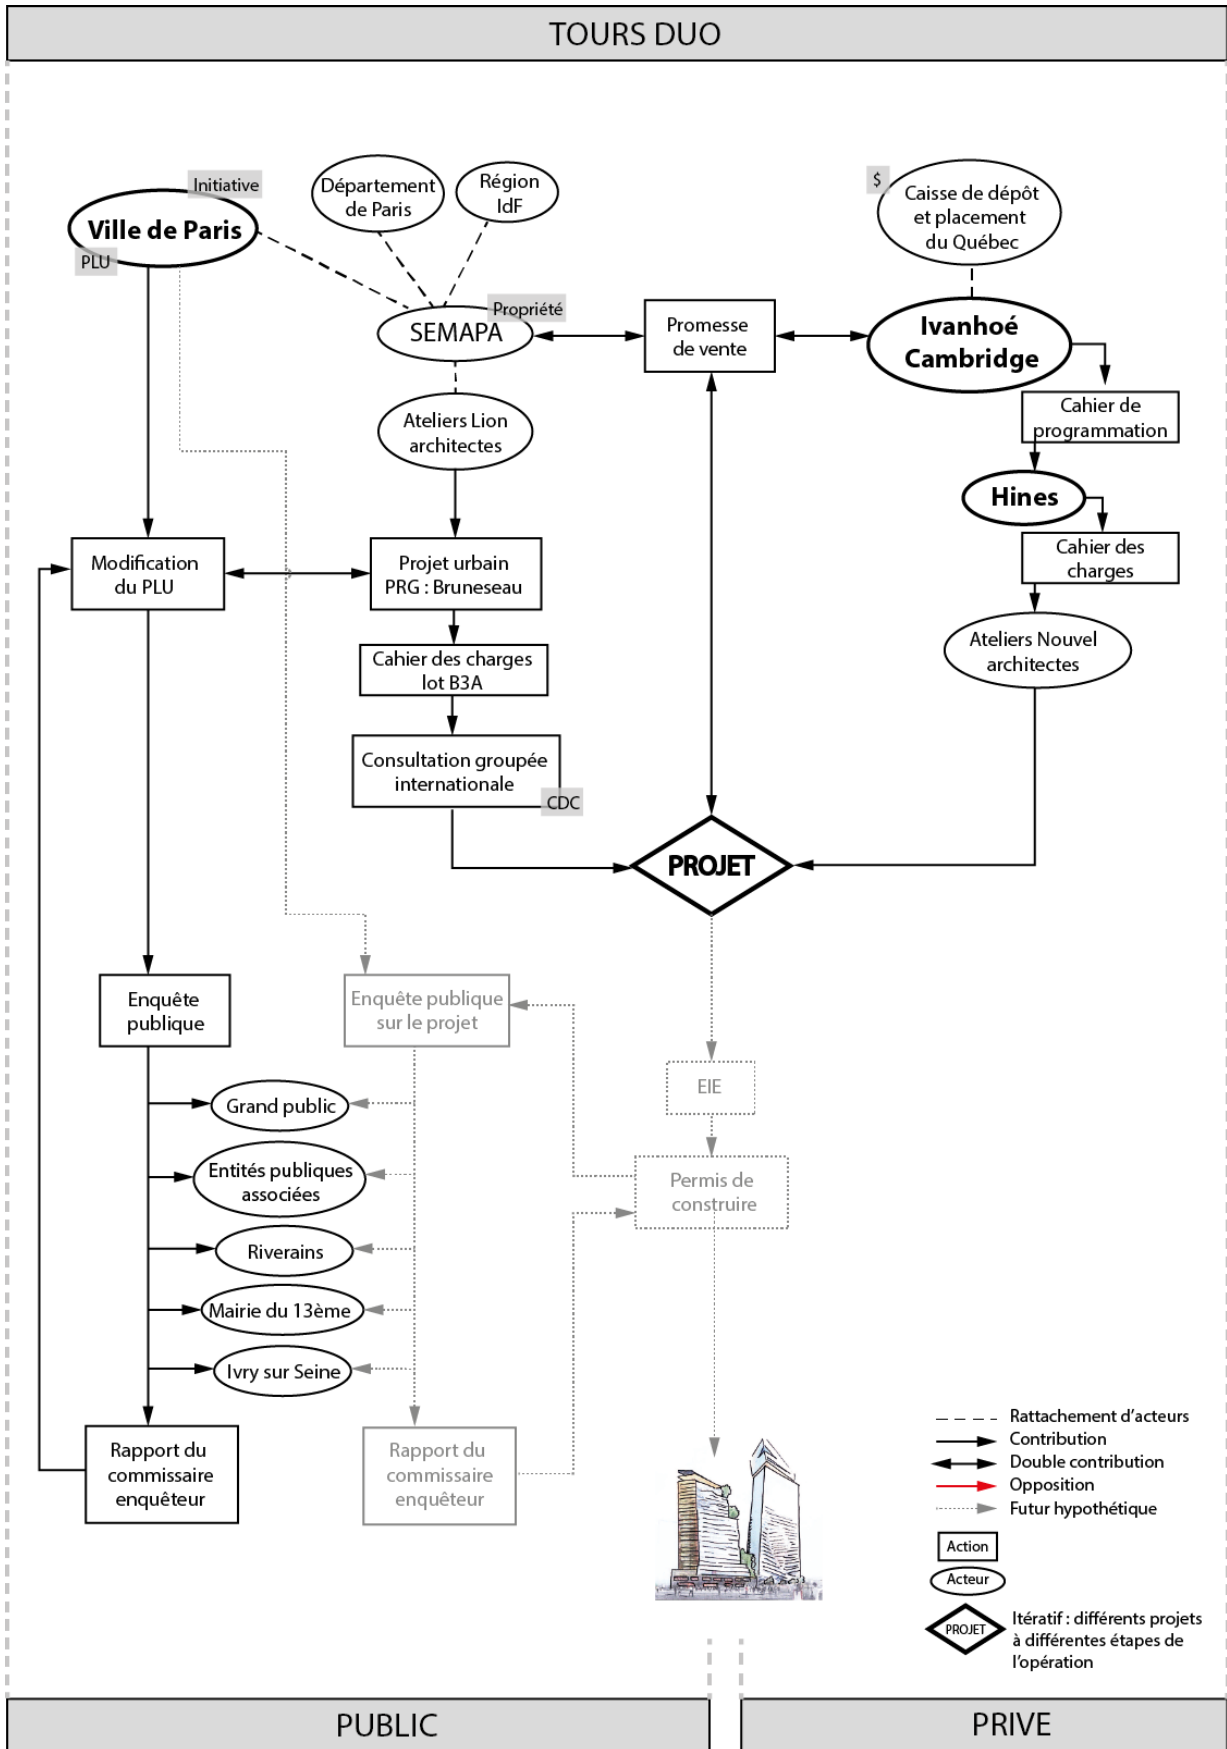 TOURS DUO
Initiative
Ville de Paris
PLU
Département
de Paris
Région
IdF
$
Caisse de dépôt
et placement
du Québec
Propriété
SEMAPA
Promesse
de vente
Ivanhoé
Cambridge
Ateliers Lion
architectes
Cahier de
programmation
Hines
Modification
du PLU
Projet urbain
PRG : Bruneseau
Cahier des
charges
Cahier des charges
lot B3A
Ateliers Nouvel
architectes
Consultation groupée
internationale
CDC
PROJET
Enquête
publique
Enquête publique
sur le projet
EIE
Grand public
Entités publiques
associées
Permis de
construire
Riverains
Mairie du 13ème
Ivry sur Seine
Rapport du
commissaire
enquêteur
Rapport du
commissaire
enquêteur
Rattachement d'acteurs
Contribution
Double contribution
Opposition
Futur hypothétique
Action
Acteur
PROJET
Itératif : différents projets
à différentes étapes de
l'opération
PUBLIC
PRIVE